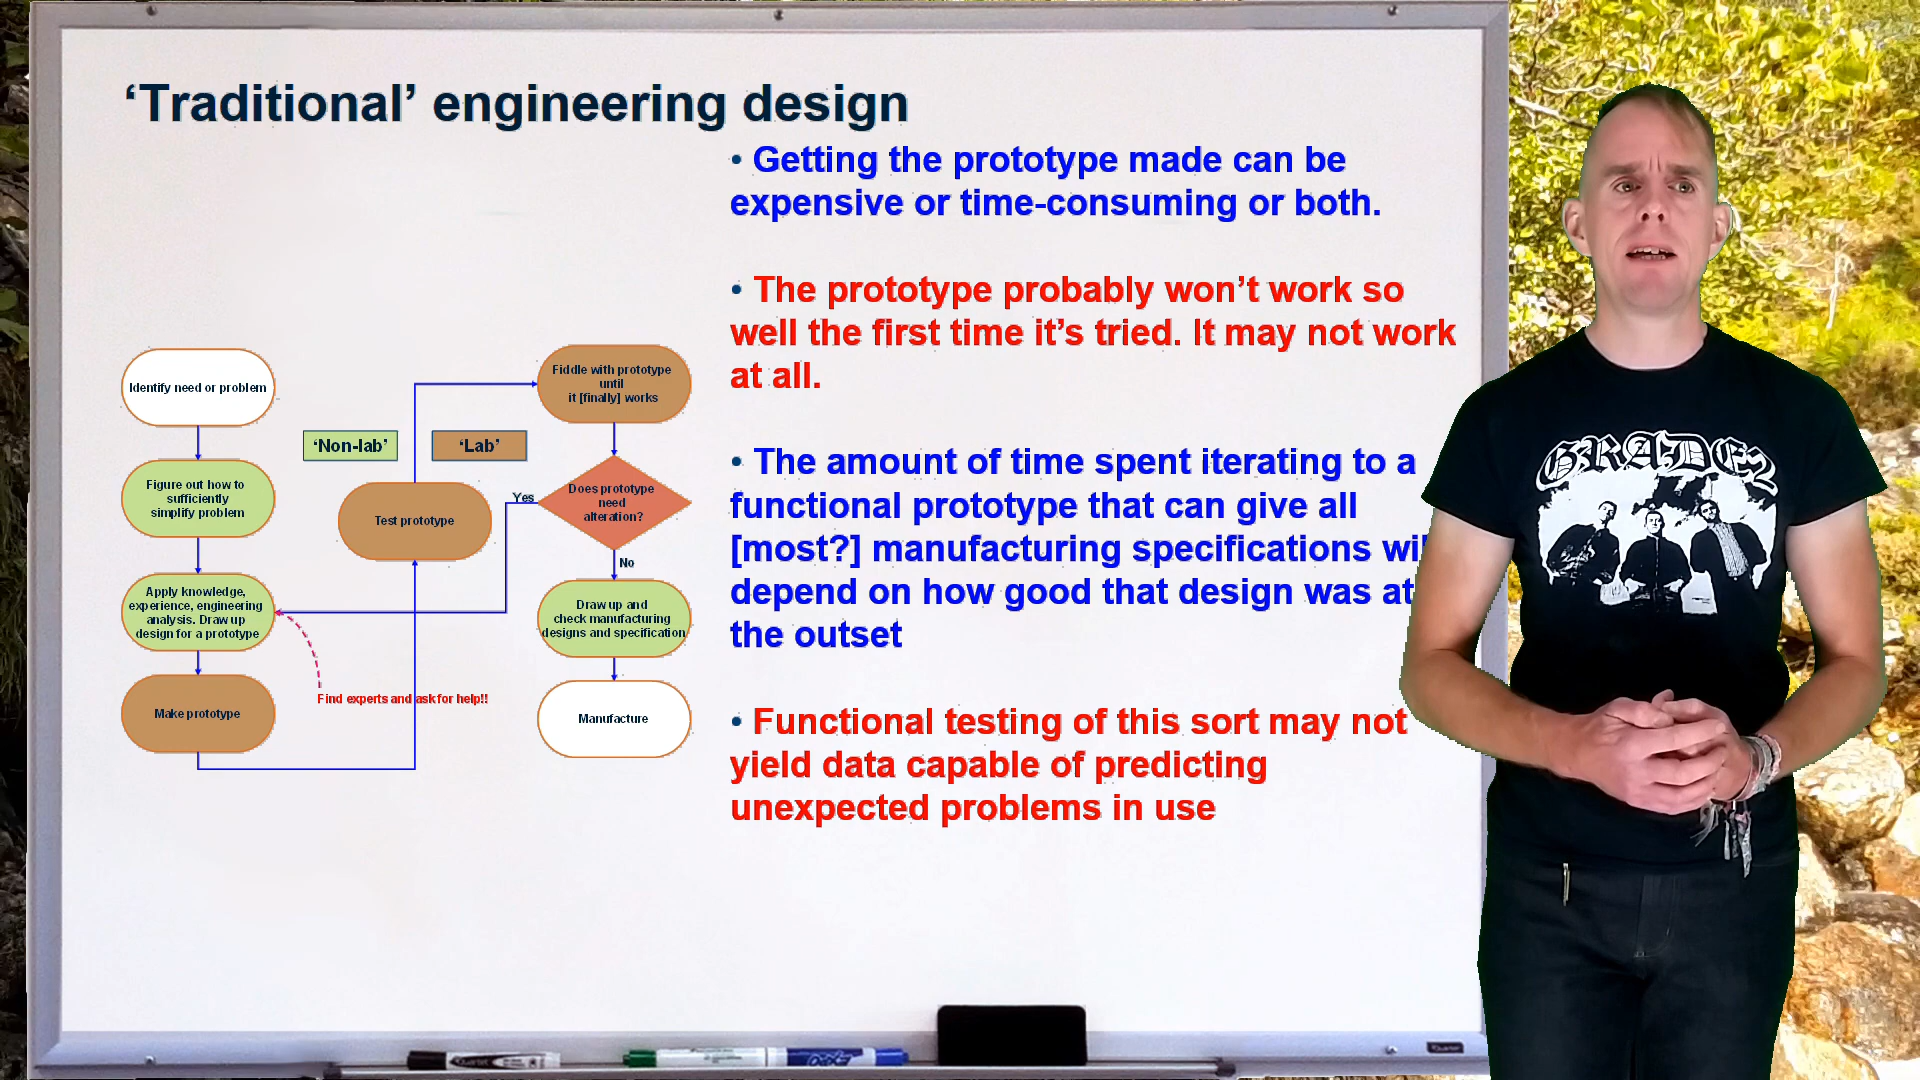 ‘Traditional’ engineering design
• Getting the prototype made can be
expensive or time-consuming or both.
• The prototype probably won’t work so
well the first time it’s tried. It may not work
at all.
• The amount of time spent iterating to a
functional prototype that can give all
[most?] manufacturing specifications wil
depend on how good that design was at
the outset
• Functional testing of this sort may not
yield data capable of predicting
unexpected problems in use
Identify need or problem
Figure out how to
sufficiently
simplify problem
Apply knowledge,
experience, engineering
analysis. Draw up
design for a prototype
Make prototype
‘Non-lab’
‘Lab’
Test prototype
Find experts and ask for help!!
Fiddle with prototype
until
it [finally] works
Does prototype
need
alteration?
Yes
No
Draw up and
check manufacturing
designs and specification
Manufacture
GRADE 2